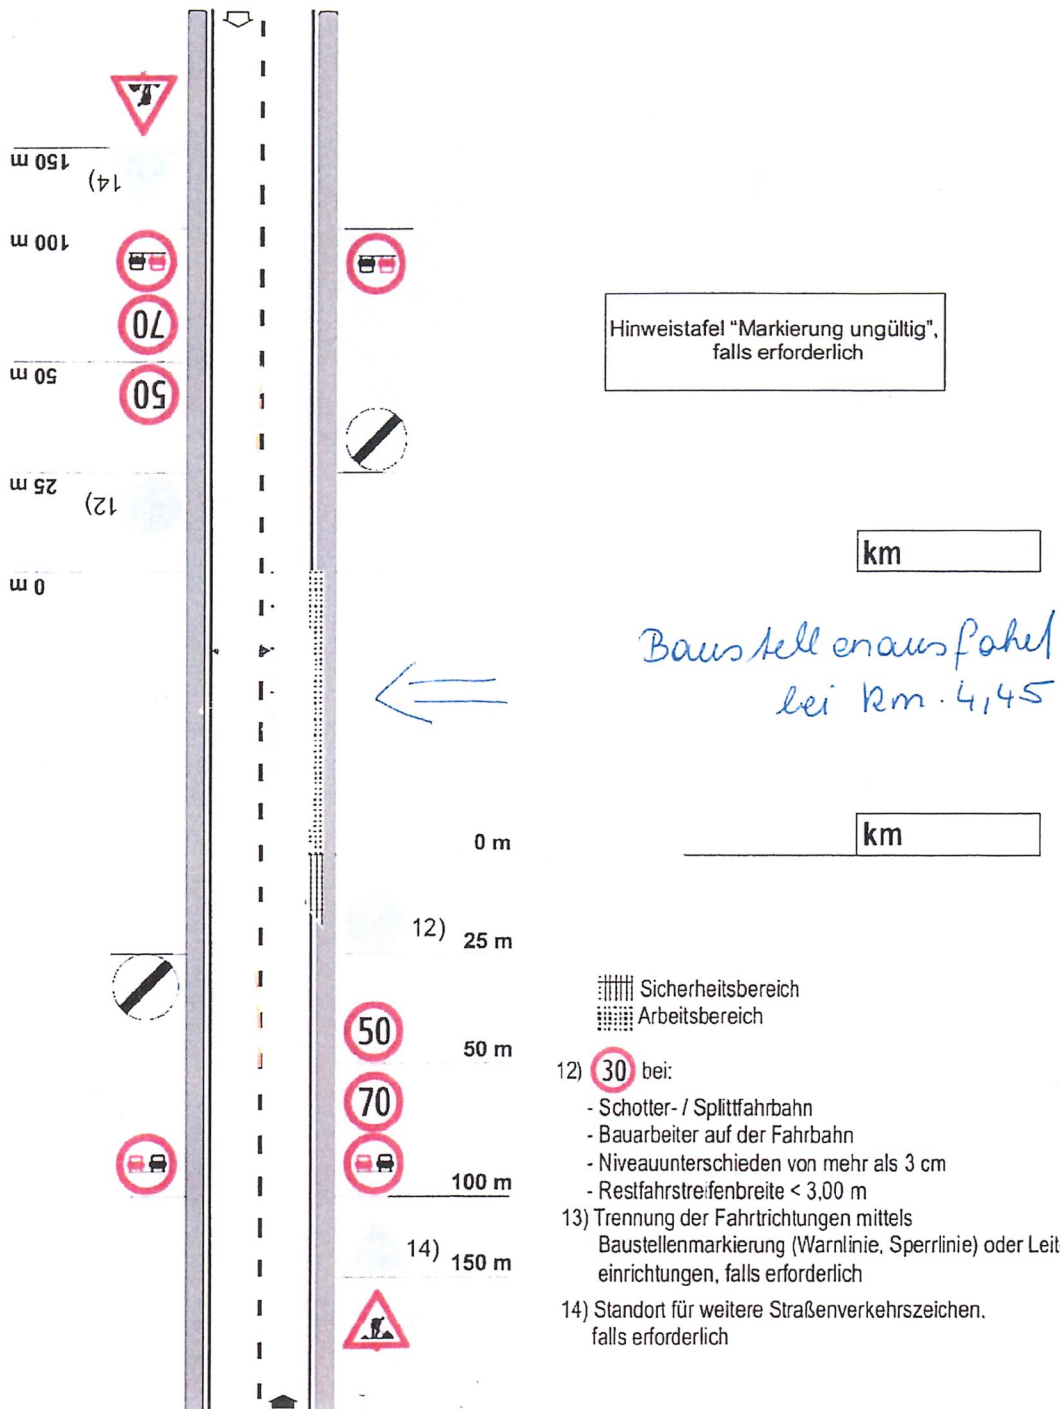 150 m
14)
100 m
70
50 m
50
25 m
12)
0 m
Hinweistafel "Markierung ungültig",
falls erforderlich
km
Baustellenausfahrt
bei km. 4,45
0 m
km
12)
25 m
50
50 m
70
100 m
14)
150 m
Sicherheitsbereich
Arbeitsbereich
12) 30 bei:
- Schotter- / Splittfahrbahn
- Bauarbeiter auf der Fahrbahn
- Niveauunterschieden von mehr als 3 cm
- Restfahrstreifenbreite < 3,00 m
13) Trennung der Fahrtrichtungen mittels
Baustellenmarkierung (Warnlinie, Sperrlinie) oder Leit
einrichtungen, falls erforderlich
14) Standort für weitere Straßenverkehrszeichen,
falls erforderlich